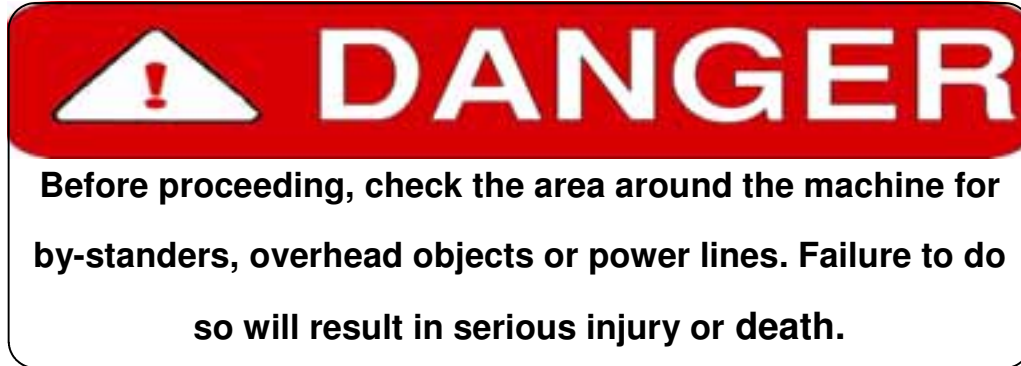 DANGER
Before proceeding, check the area around the machine for
by-standers, overhead objects or power lines. Failure to do
so will result in serious injury or death.